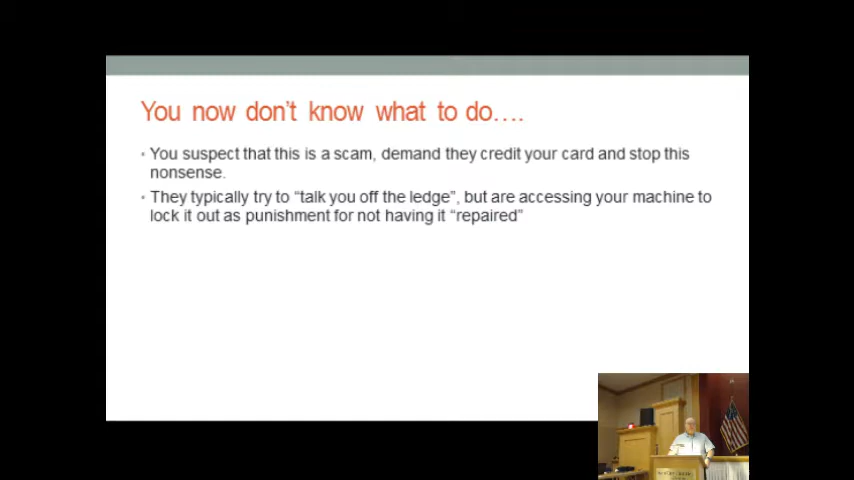 You now don't know what to do….
• You suspect that this is a scam, demand they credit your card and stop this
nonsense.
• They typically try to “talk you off the ledge”, but are accessing your machine to
lock it out as punishment for not having it “repaired”